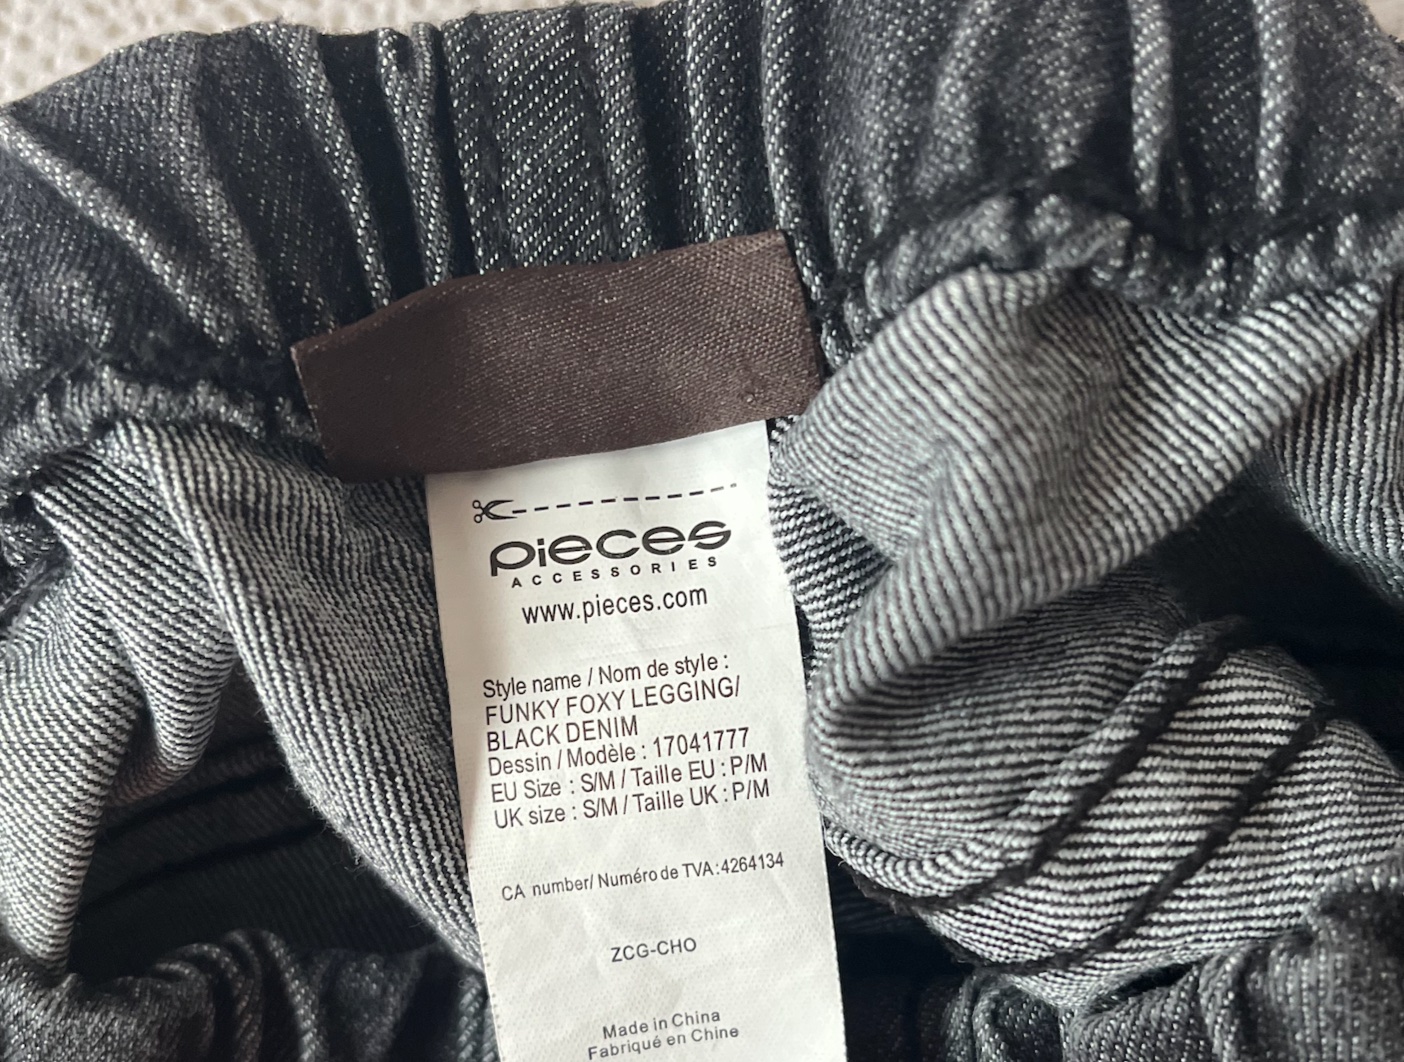 pieces
ACCESSORIES
www.pieces.com
Style name / Nom de style :
FUNKY FOXY LEGGING/
BLACK DENIM
Dessin / Modèle : 17041777
EU Size : S/M / Taille EU : P/M
UK size : S/M / Taille UK : P/M
CA number/ Numéro de TVA:4264134
ZCG-CHO
Made in China
Fabriqué en Chine